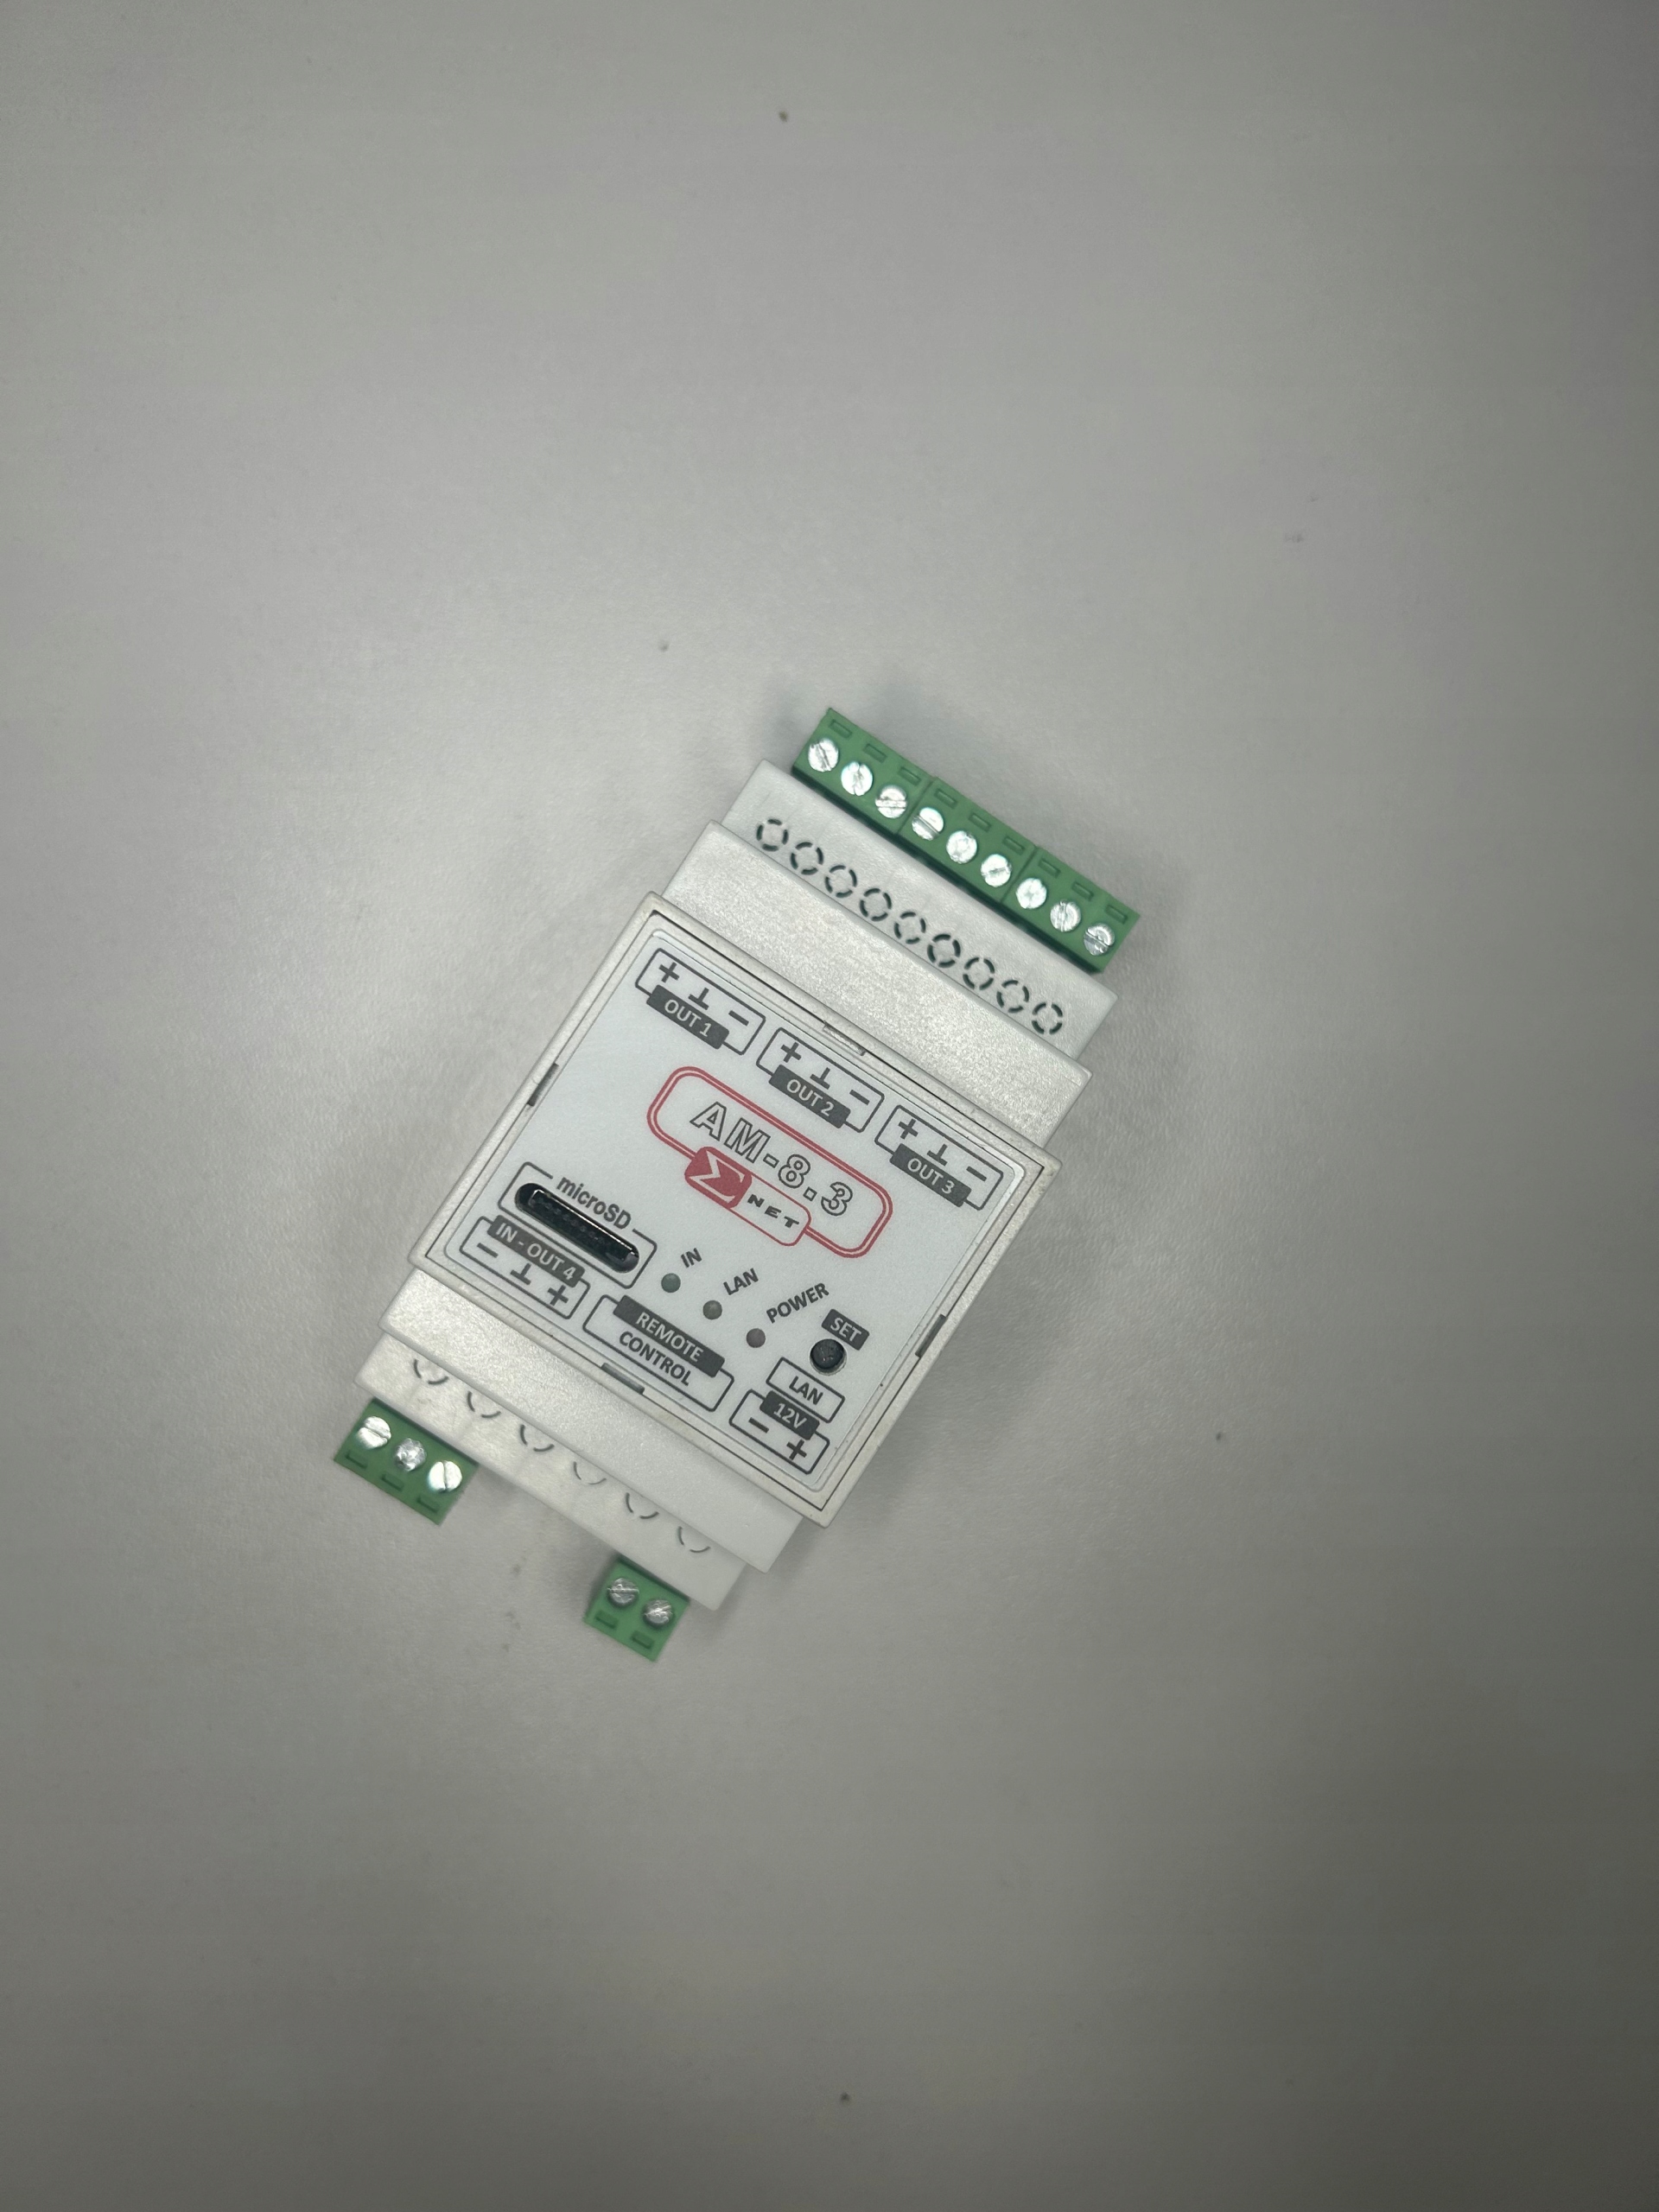 + ⊥ −
OUT 1
+ ⊥ −
OUT 2
+ ⊥ −
OUT 3
AM-8.3
Σ NET
microSD
IN - OUT 4
− ⊥ +
IN
LAN
POWER
SET
REMOTE
CONTROL
LAN
12V
− +